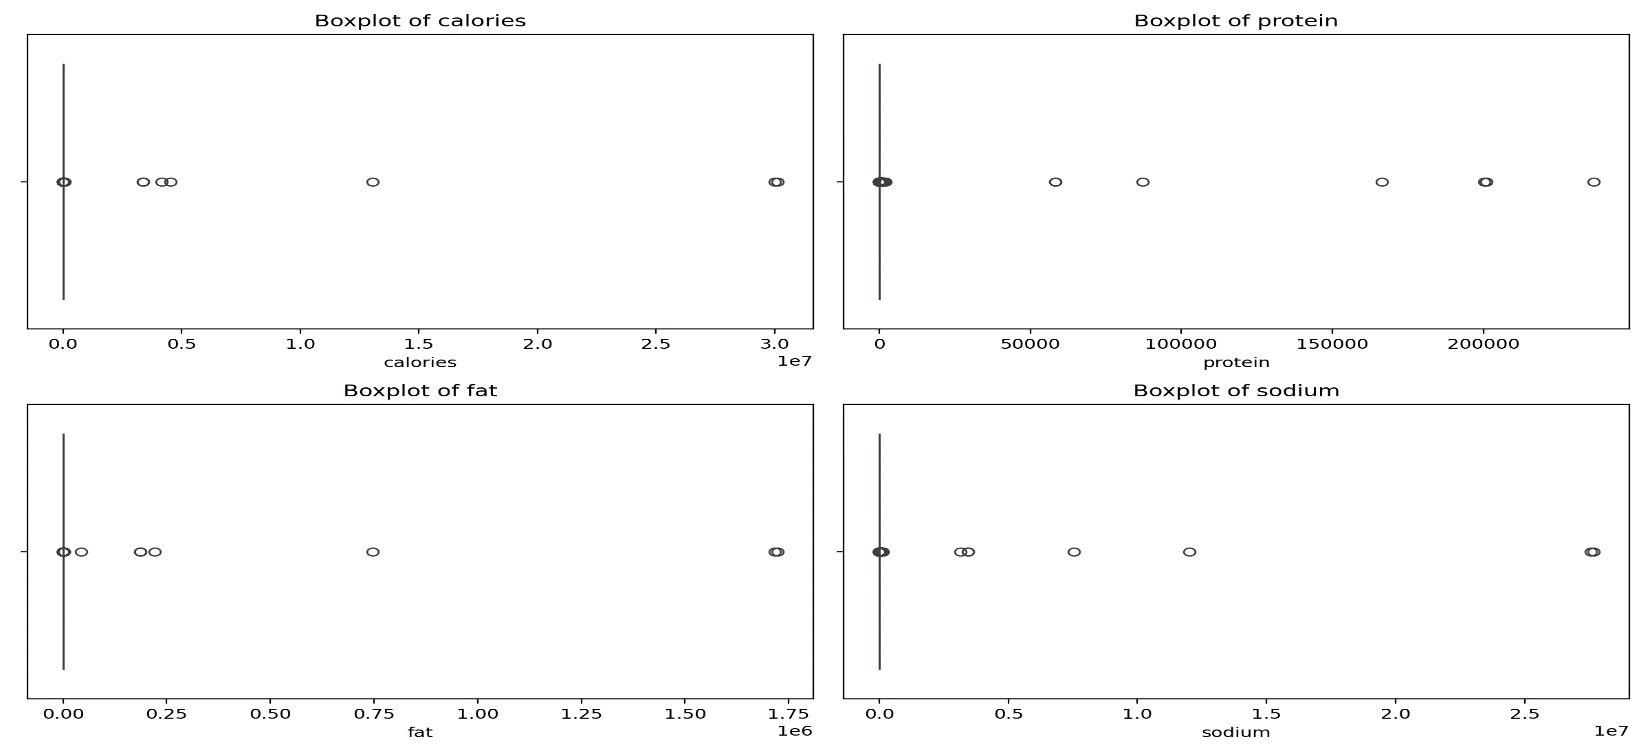 Boxplot of calories
0.0 0.5 1.0 1.5 2.0 2.5 3.0
1e7
calories
Boxplot of protein
0 50000 100000 150000 200000
protein
Boxplot of fat
0.00 0.25 0.50 0.75 1.00 1.25 1.50 1.75
1e6
fat
Boxplot of sodium
0.0 0.5 1.0 1.5 2.0 2.5
1e7
sodium